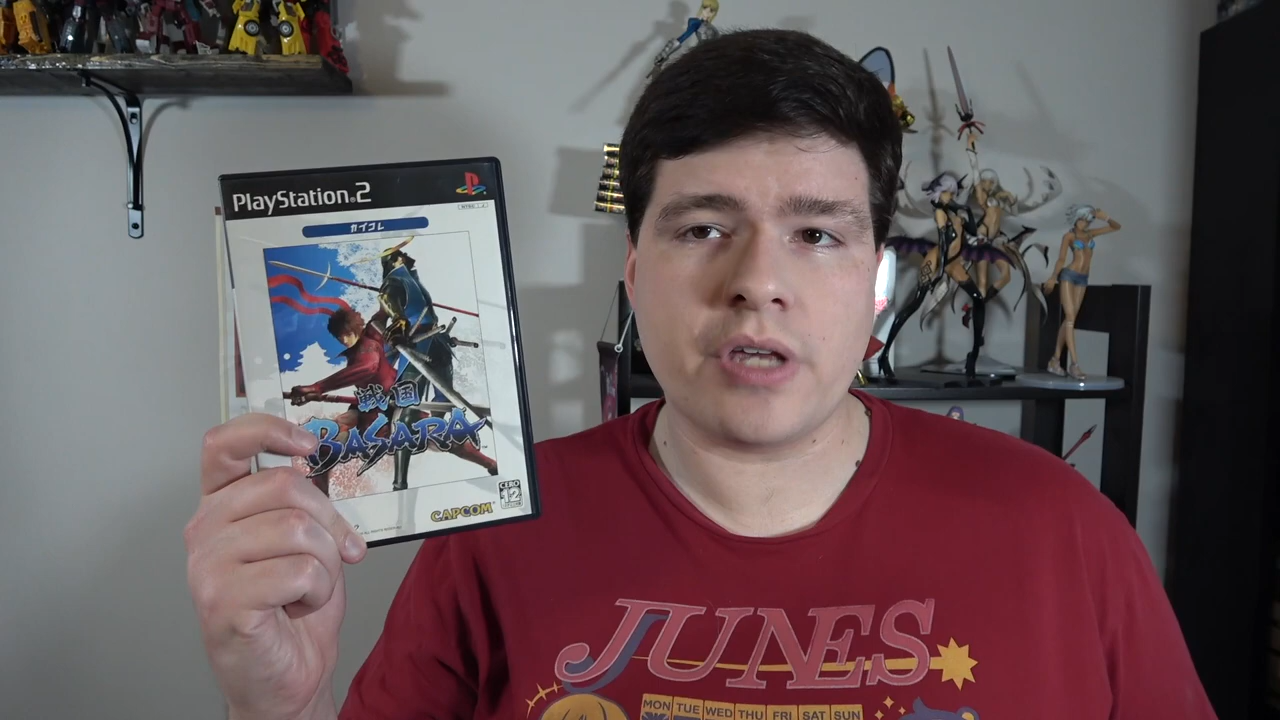 PlayStation.2
NTSC J
カプコレ
戦国
BASARA
CAPCOM
CERO
12
JUNES
MON TUE WED THU FRI SAT SUN